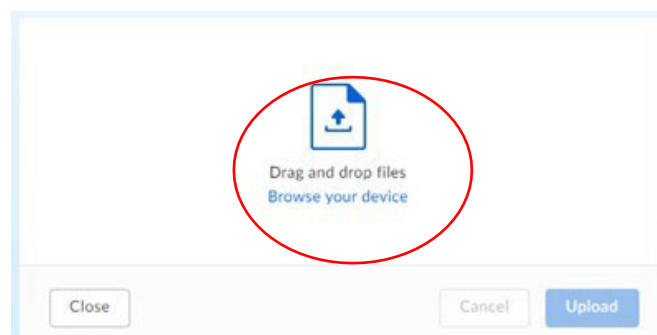 Drag and drop files
Browse your device
Close
Cancel
Upload